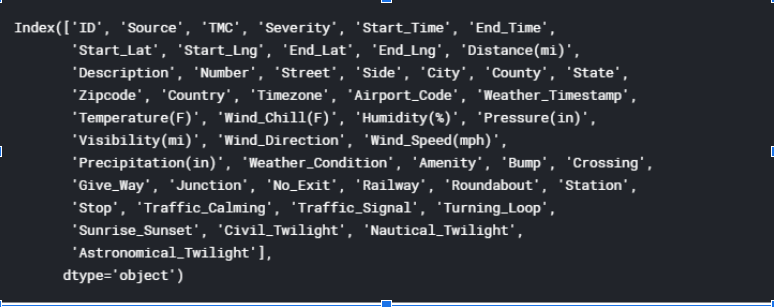 Index(['ID', 'Source', 'TMC', 'Severity', 'Start_Time', 'End_Time',
'Start_Lat', 'Start_Lng', 'End_Lat', 'End_Lng', 'Distance(mi)',
'Description', 'Number', 'Street', 'Side', 'City', 'County', 'State',
'Zipcode', 'Country', 'Timezone', 'Airport_Code', 'Weather_Timestamp',
'Temperature(F)', 'Wind_Chill(F)', 'Humidity(%)', 'Pressure(in)',
'Visibility(mi)', 'Wind_Direction', 'Wind_Speed(mph)',
'Precipitation(in)', 'Weather_Condition', 'Amenity', 'Bump', 'Crossing',
'Give_Way', 'Junction', 'No_Exit', 'Railway', 'Roundabout', 'Station',
'Stop', 'Traffic_Calming', 'Traffic_Signal', 'Turning_Loop',
'Sunrise_Sunset', 'Civil_Twilight', 'Nautical_Twilight',
'Astronomical_Twilight'],
dtype='object')